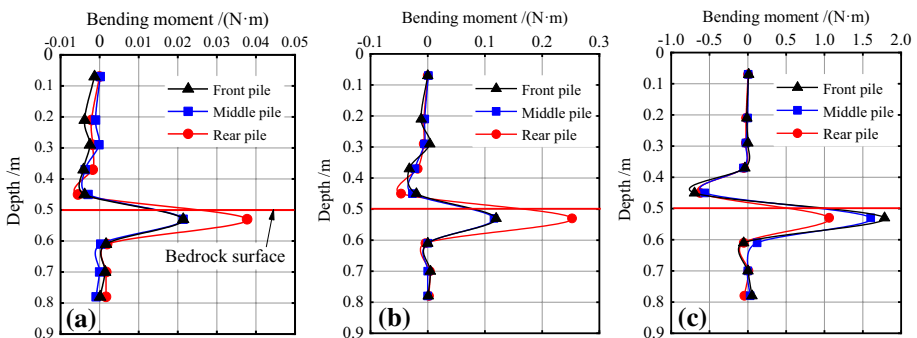 Bending moment /(N·m)
-0.01 0 0.01 0.02 0.03 0.04 0.05
Depth /m
0.1
0.2
0.3
0.4
0.5
0.6
0.7
0.8
0.9
Front pile
Middle pile
Rear pile
Bedrock surface
(a)
Bending moment /(N·m)
-0.1 0 0.1 0.2 0.3
Depth /m
0.1
0.2
0.3
0.4
0.5
0.6
0.7
0.8
0.9
Front pile
Middle pile
Rear pile
(b)
Bending moment /(N·m)
-1.0 -0.5 0 0.5 1.0 1.5 2.0
Depth /m
0.1
0.2
0.3
0.4
0.5
0.6
0.7
0.8
0.9
Front pile
Middle pile
Rear pile
(c)